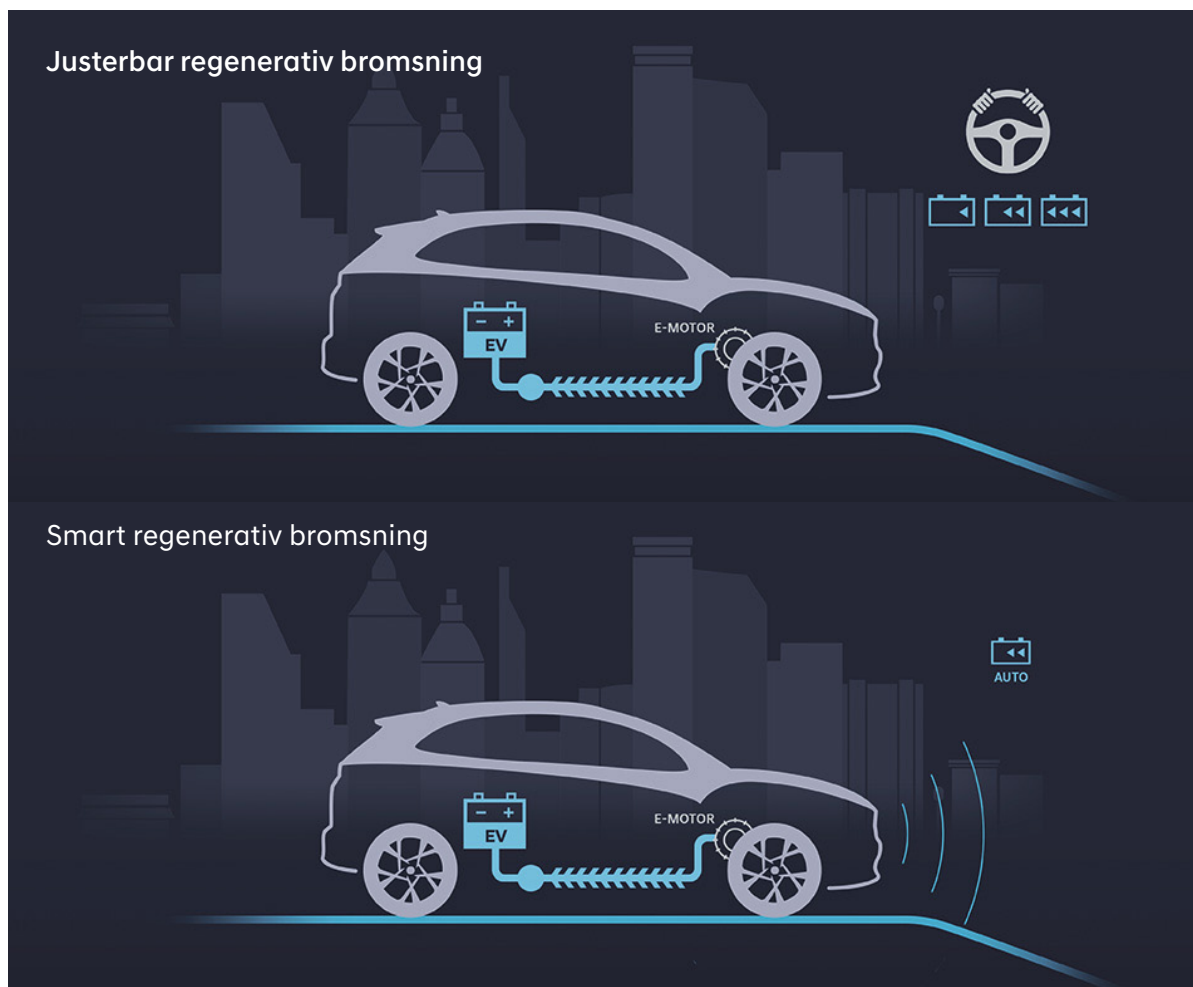 Justerbar regenerativ bromsning
- +
EV
E-MOTOR
Smart regenerativ bromsning
AUTO
- +
EV
E-MOTOR